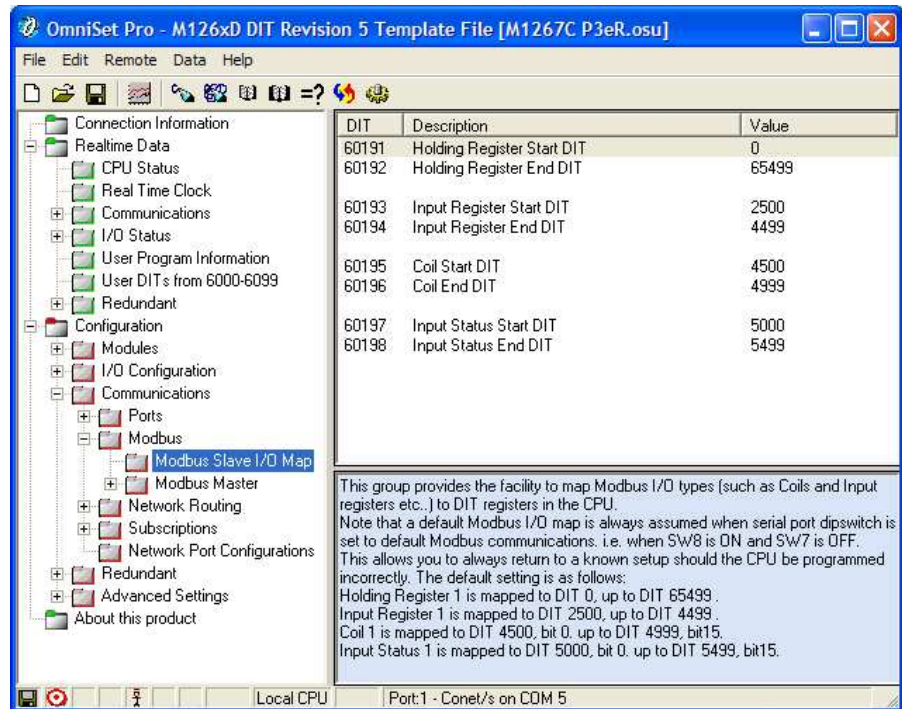 OmniSet Pro - M126xD DIT Revision 5 Template File [M1267C P3eR.osu]
File Edit Remote Data Help
=?
Connection Information
Realtime Data
CPU Status
Real Time Clock
Communications
I/O Status
User Program Information
User DITs from 6000-6099
Redundant
Configuration
Modules
I/O Configuration
Communications
Ports
Modbus
Modbus Slave I/O Map
Modbus Master
Network Routing
Subscriptions
Network Port Configurations
Redundant
Advanced Settings
About this product
DIT Description Value
60191 Holding Register Start DIT 0
60192 Holding Register End DIT 65499
60193 Input Register Start DIT 2500
60194 Input Register End DIT 4499
60195 Coil Start DIT 4500
60196 Coil End DIT 4999
60197 Input Status Start DIT 5000
60198 Input Status End DIT 5499
This group provides the facility to map Modbus I/O types (such as Coils and Input
registers etc..) to DIT registers in the CPU.
Note that a default Modbus I/O map is always assumed when serial port dipswitch is
set to default Modbus communications. i.e. when SW8 is ON and SW7 is OFF.
This allows you to always return to a known setup should the CPU be programmed
incorrectly. The default setting is as follows:
Holding Register 1 is mapped to DIT 0, up to DIT 65499 .
Input Register 1 is mapped to DIT 2500, up to DIT 4499 .
Coil 1 is mapped to DIT 4500, bit 0. up to DIT 4999, bit15.
Input Status 1 is mapped to DIT 5000, bit 0. up to DIT 5499, bit15.
Local CPU Port:1 - Conet/s on COM 5